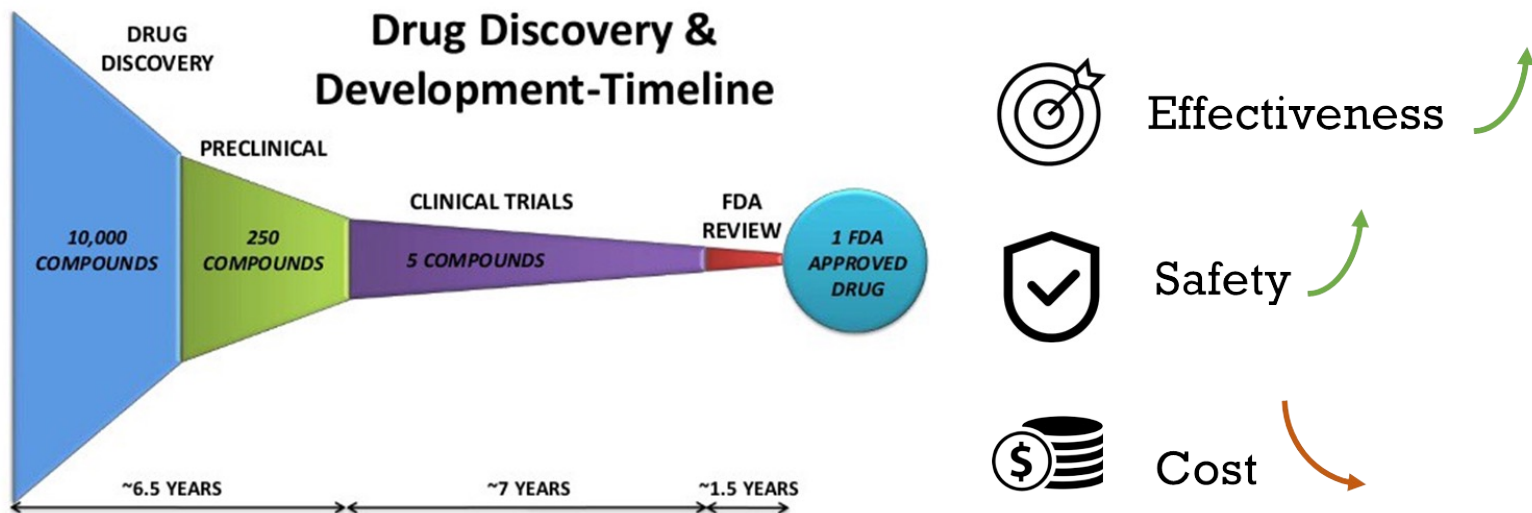 Drug Discovery &
Development-Timeline
DRUG
DISCOVERY
PRECLINICAL
CLINICAL TRIALS
FDA
REVIEW
10,000
COMPOUNDS
250
COMPOUNDS
5 COMPOUNDS
1 FDA
APPROVED
DRUG
~6.5 YEARS
~7 YEARS
~1.5 YEARS
Effectiveness
Safety
$
Cost